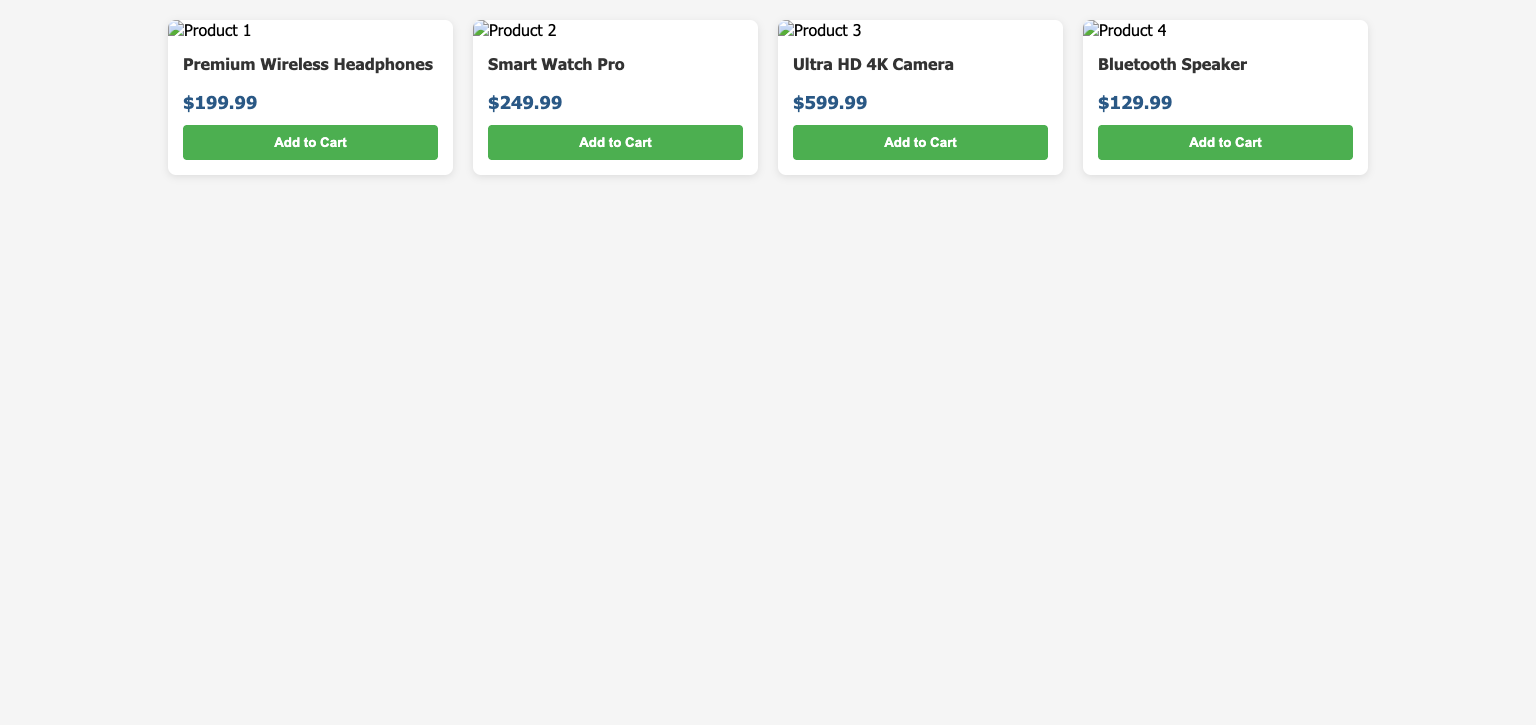 Product 1
Premium Wireless Headphones
$199.99
Add to Cart
Product 2
Smart Watch Pro
$249.99
Add to Cart
Product 3
Ultra HD 4K Camera
$599.99
Add to Cart
Product 4
Bluetooth Speaker
$129.99
Add to Cart